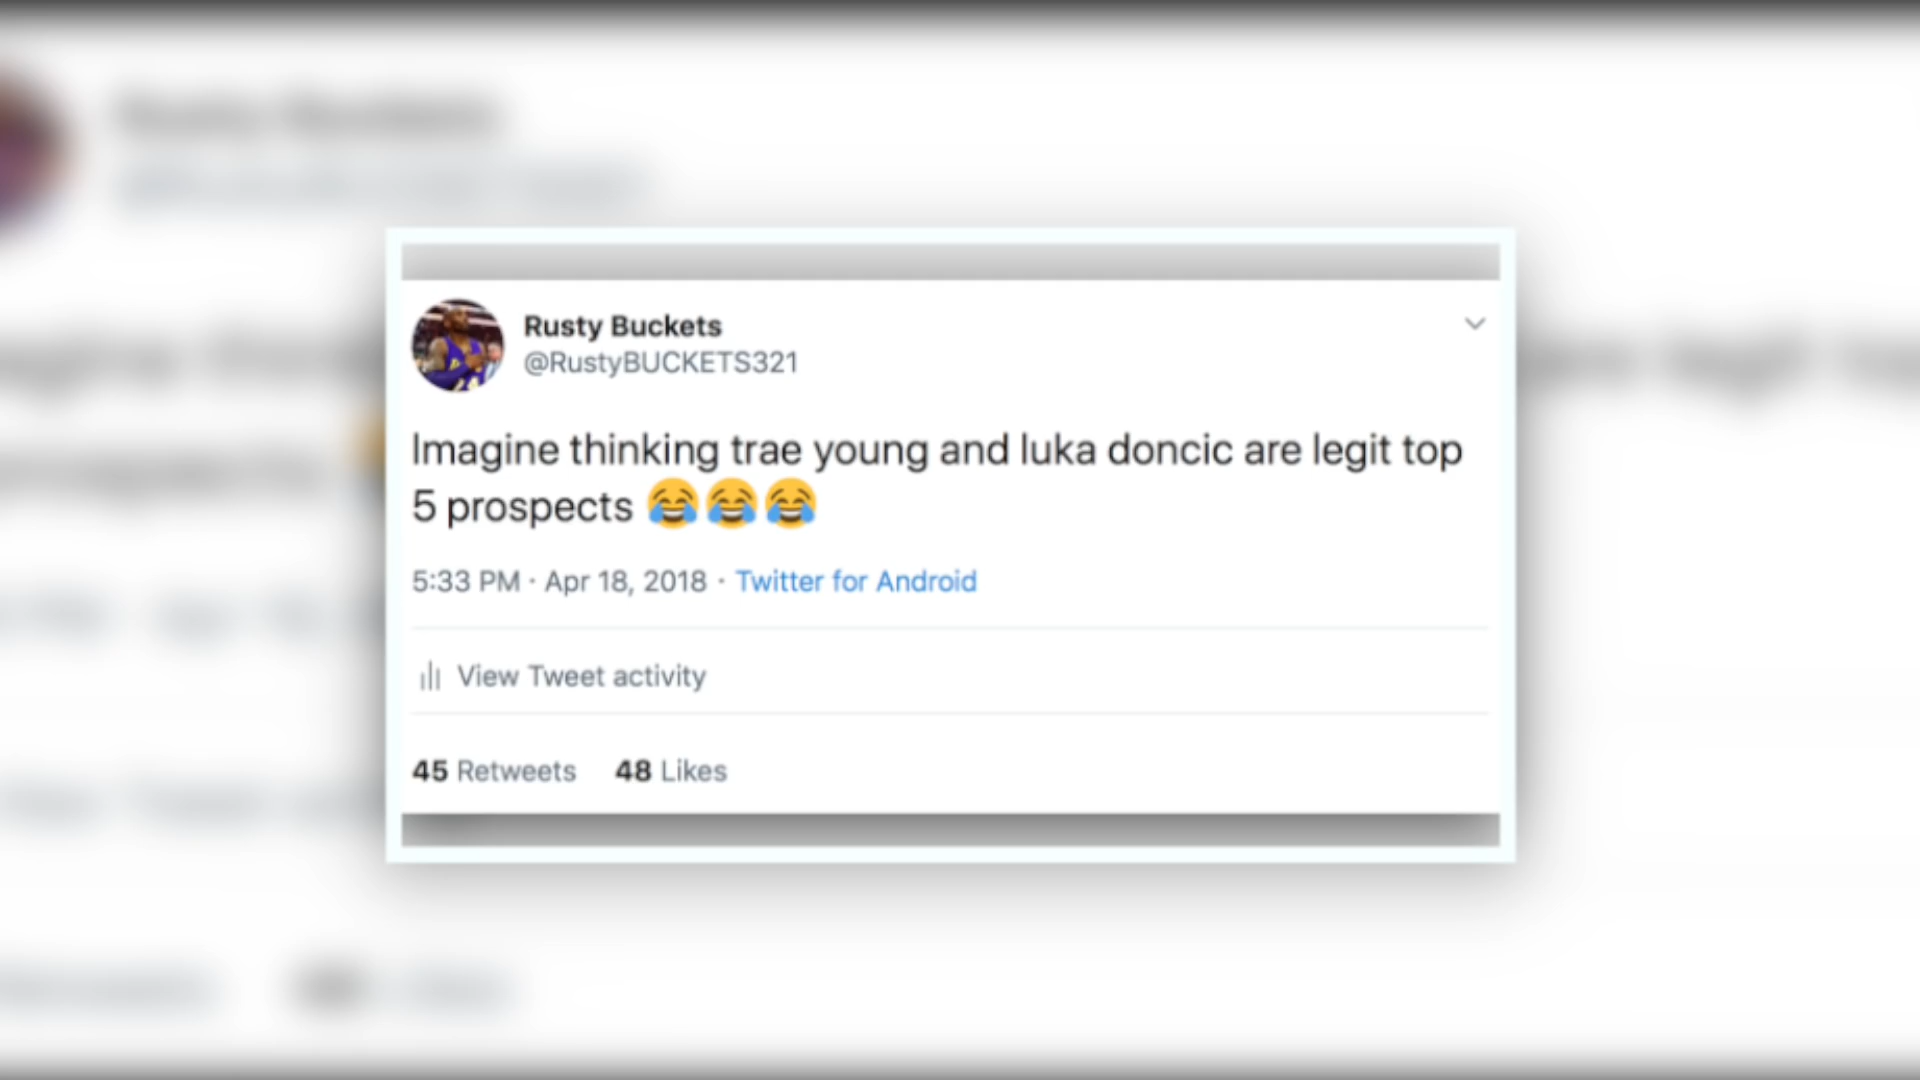 Rusty Buckets
@RustyBUCKETS321
Imagine thinking trae young and luka doncic are legit top
5 prospects 😂😂😂
5:33 PM · Apr 18, 2018 · Twitter for Android
View Tweet activity
45 Retweets 48 Likes